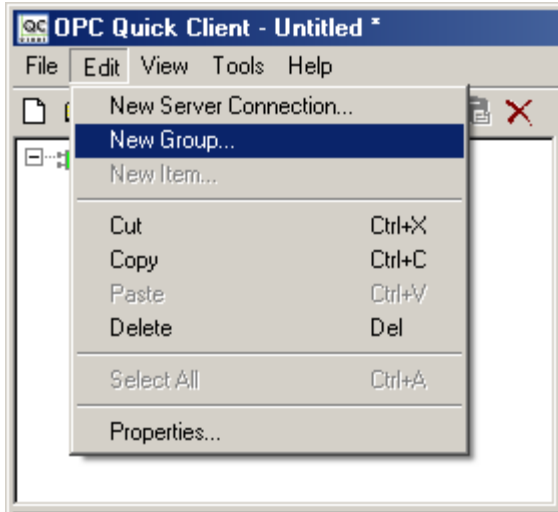 OPC Quick Client - Untitled *
File Edit View Tools Help
New Server Connection...
New Group...
New Item...
Cut Ctrl+X
Copy Ctrl+C
Paste Ctrl+V
Delete Del
Select All Ctrl+A
Properties...